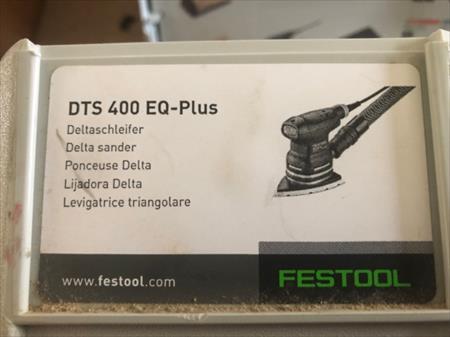 DTS 400 EQ-Plus
Deltaschleifer
Delta sander
Ponceuse Delta
Lijadora Delta
Levigatrice triangolare
www.festool.com
FESTOOL